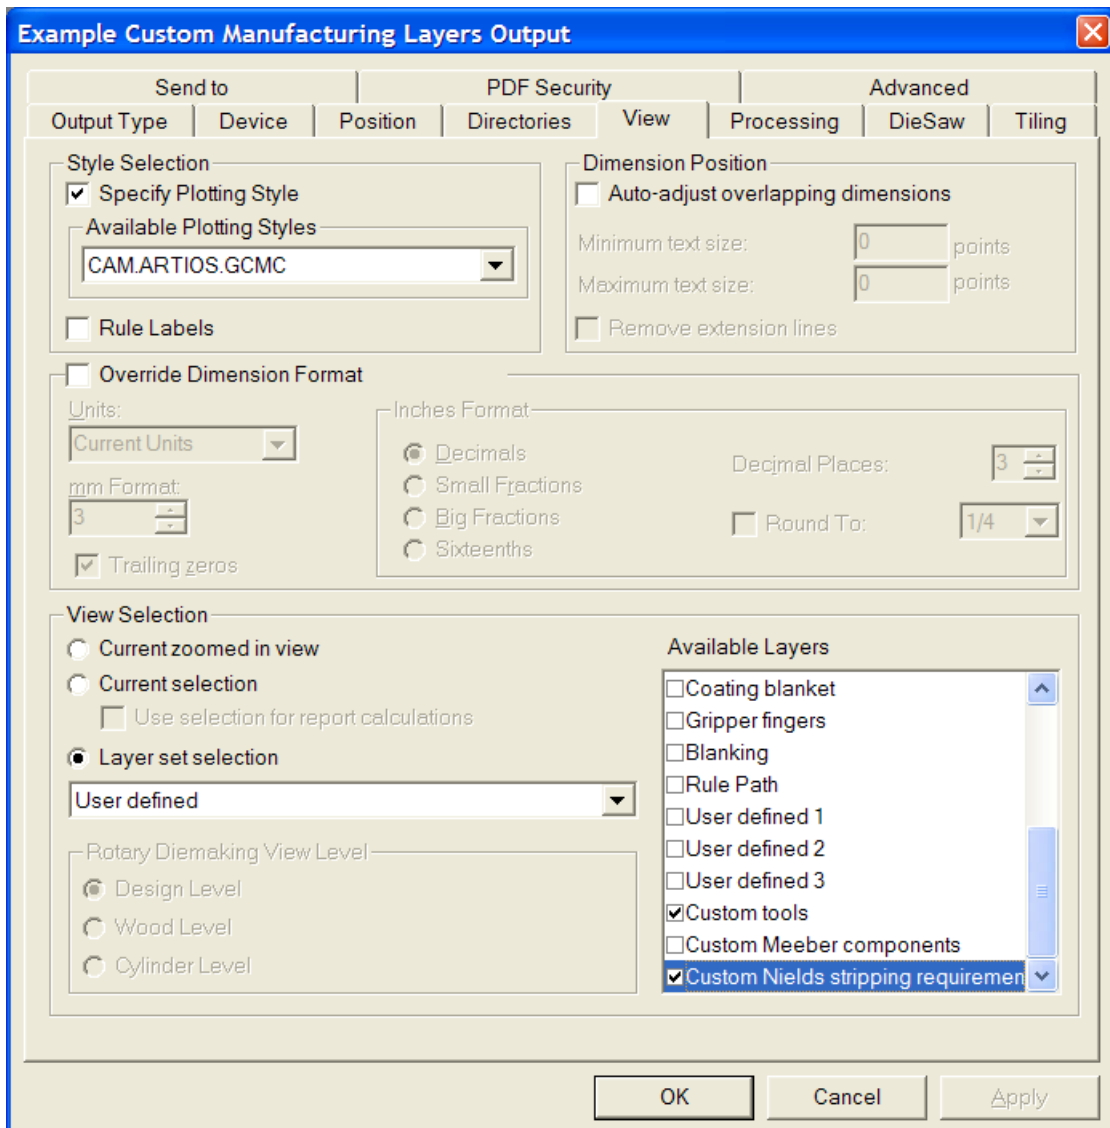 Example Custom Manufacturing Layers Output
Send to
PDF Security
Advanced
Output Type
Device
Position
Directories
View
Processing
DieSaw
Tiling
Style Selection
Specify Plotting Style
Available Plotting Styles
CAM.ARTIOS.GCMC
Rule Labels
Dimension Position
Auto-adjust overlapping dimensions
Minimum text size: 0 points
Maximum text size: 0 points
Remove extension lines
Override Dimension Format
Units:
Current Units
mm Format:
3
Trailing zeros
Inches Format
Decimals
Small Fractions
Big Fractions
Sixteenths
Decimal Places: 3
Round To: 1/4
View Selection
Current zoomed in view
Current selection
Use selection for report calculations
Layer set selection
User defined
Rotary Diemaking View Level
Design Level
Wood Level
Cylinder Level
Available Layers
Coating blanket
Gripper fingers
Blanking
Rule Path
User defined 1
User defined 2
User defined 3
Custom tools
Custom Meeber components
Custom Nields stripping requiremen
OK
Cancel
Apply